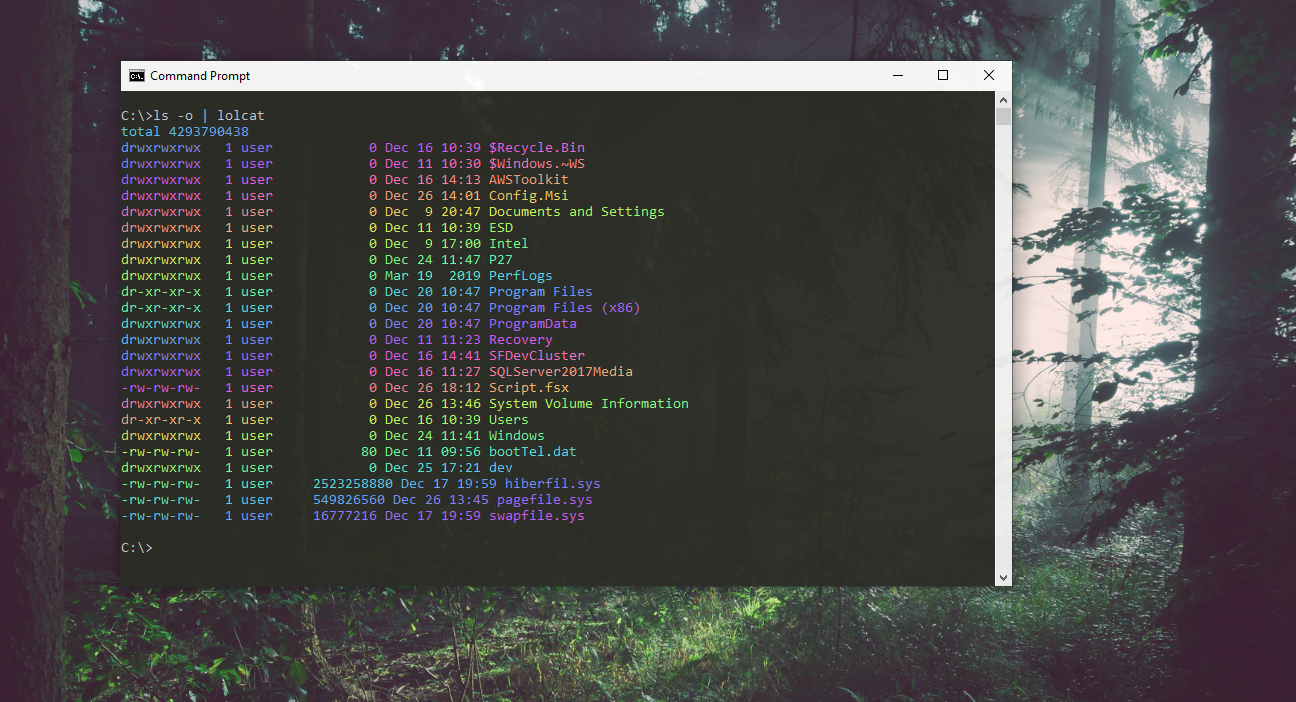 Command Prompt
C:\>ls -o | lolcat
total 4293790438
drwxrwxrwx   1 user            0 Dec 16 10:39 $Recycle.Bin
drwxrwxrwx   1 user            0 Dec 11 10:30 $Windows.~WS
drwxrwxrwx   1 user            0 Dec 16 14:13 AWSToolkit
drwxrwxrwx   1 user            0 Dec 26 14:01 Config.Msi
drwxrwxrwx   1 user            0 Dec  9 20:47 Documents and Settings
drwxrwxrwx   1 user            0 Dec 11 10:39 ESD
drwxrwxrwx   1 user            0 Dec  9 17:00 Intel
drwxrwxrwx   1 user            0 Dec 24 11:47 P27
drwxrwxrwx   1 user            0 Mar 19  2019 PerfLogs
dr-xr-xr-x   1 user            0 Dec 20 10:47 Program Files
dr-xr-xr-x   1 user            0 Dec 20 10:47 Program Files (x86)
drwxrwxrwx   1 user            0 Dec 20 10:47 ProgramData
drwxrwxrwx   1 user            0 Dec 11 11:23 Recovery
drwxrwxrwx   1 user            0 Dec 16 14:41 SFDevCluster
drwxrwxrwx   1 user            0 Dec 16 11:27 SQLServer2017Media
-rw-rw-rw-   1 user            0 Dec 26 18:12 Script.fsx
drwxrwxrwx   1 user            0 Dec 26 13:46 System Volume Information
dr-xr-xr-x   1 user            0 Dec 16 10:39 Users
drwxrwxrwx   1 user            0 Dec 24 11:41 Windows
-rw-rw-rw-   1 user           80 Dec 11 09:56 bootTel.dat
drwxrwxrwx   1 user            0 Dec 25 17:21 dev
-rw-rw-rw-   1 user     2523258880 Dec 17 19:59 hiberfil.sys
-rw-rw-rw-   1 user     549826560 Dec 26 13:45 pagefile.sys
-rw-rw-rw-   1 user     16777216 Dec 17 19:59 swapfile.sys
C:\>